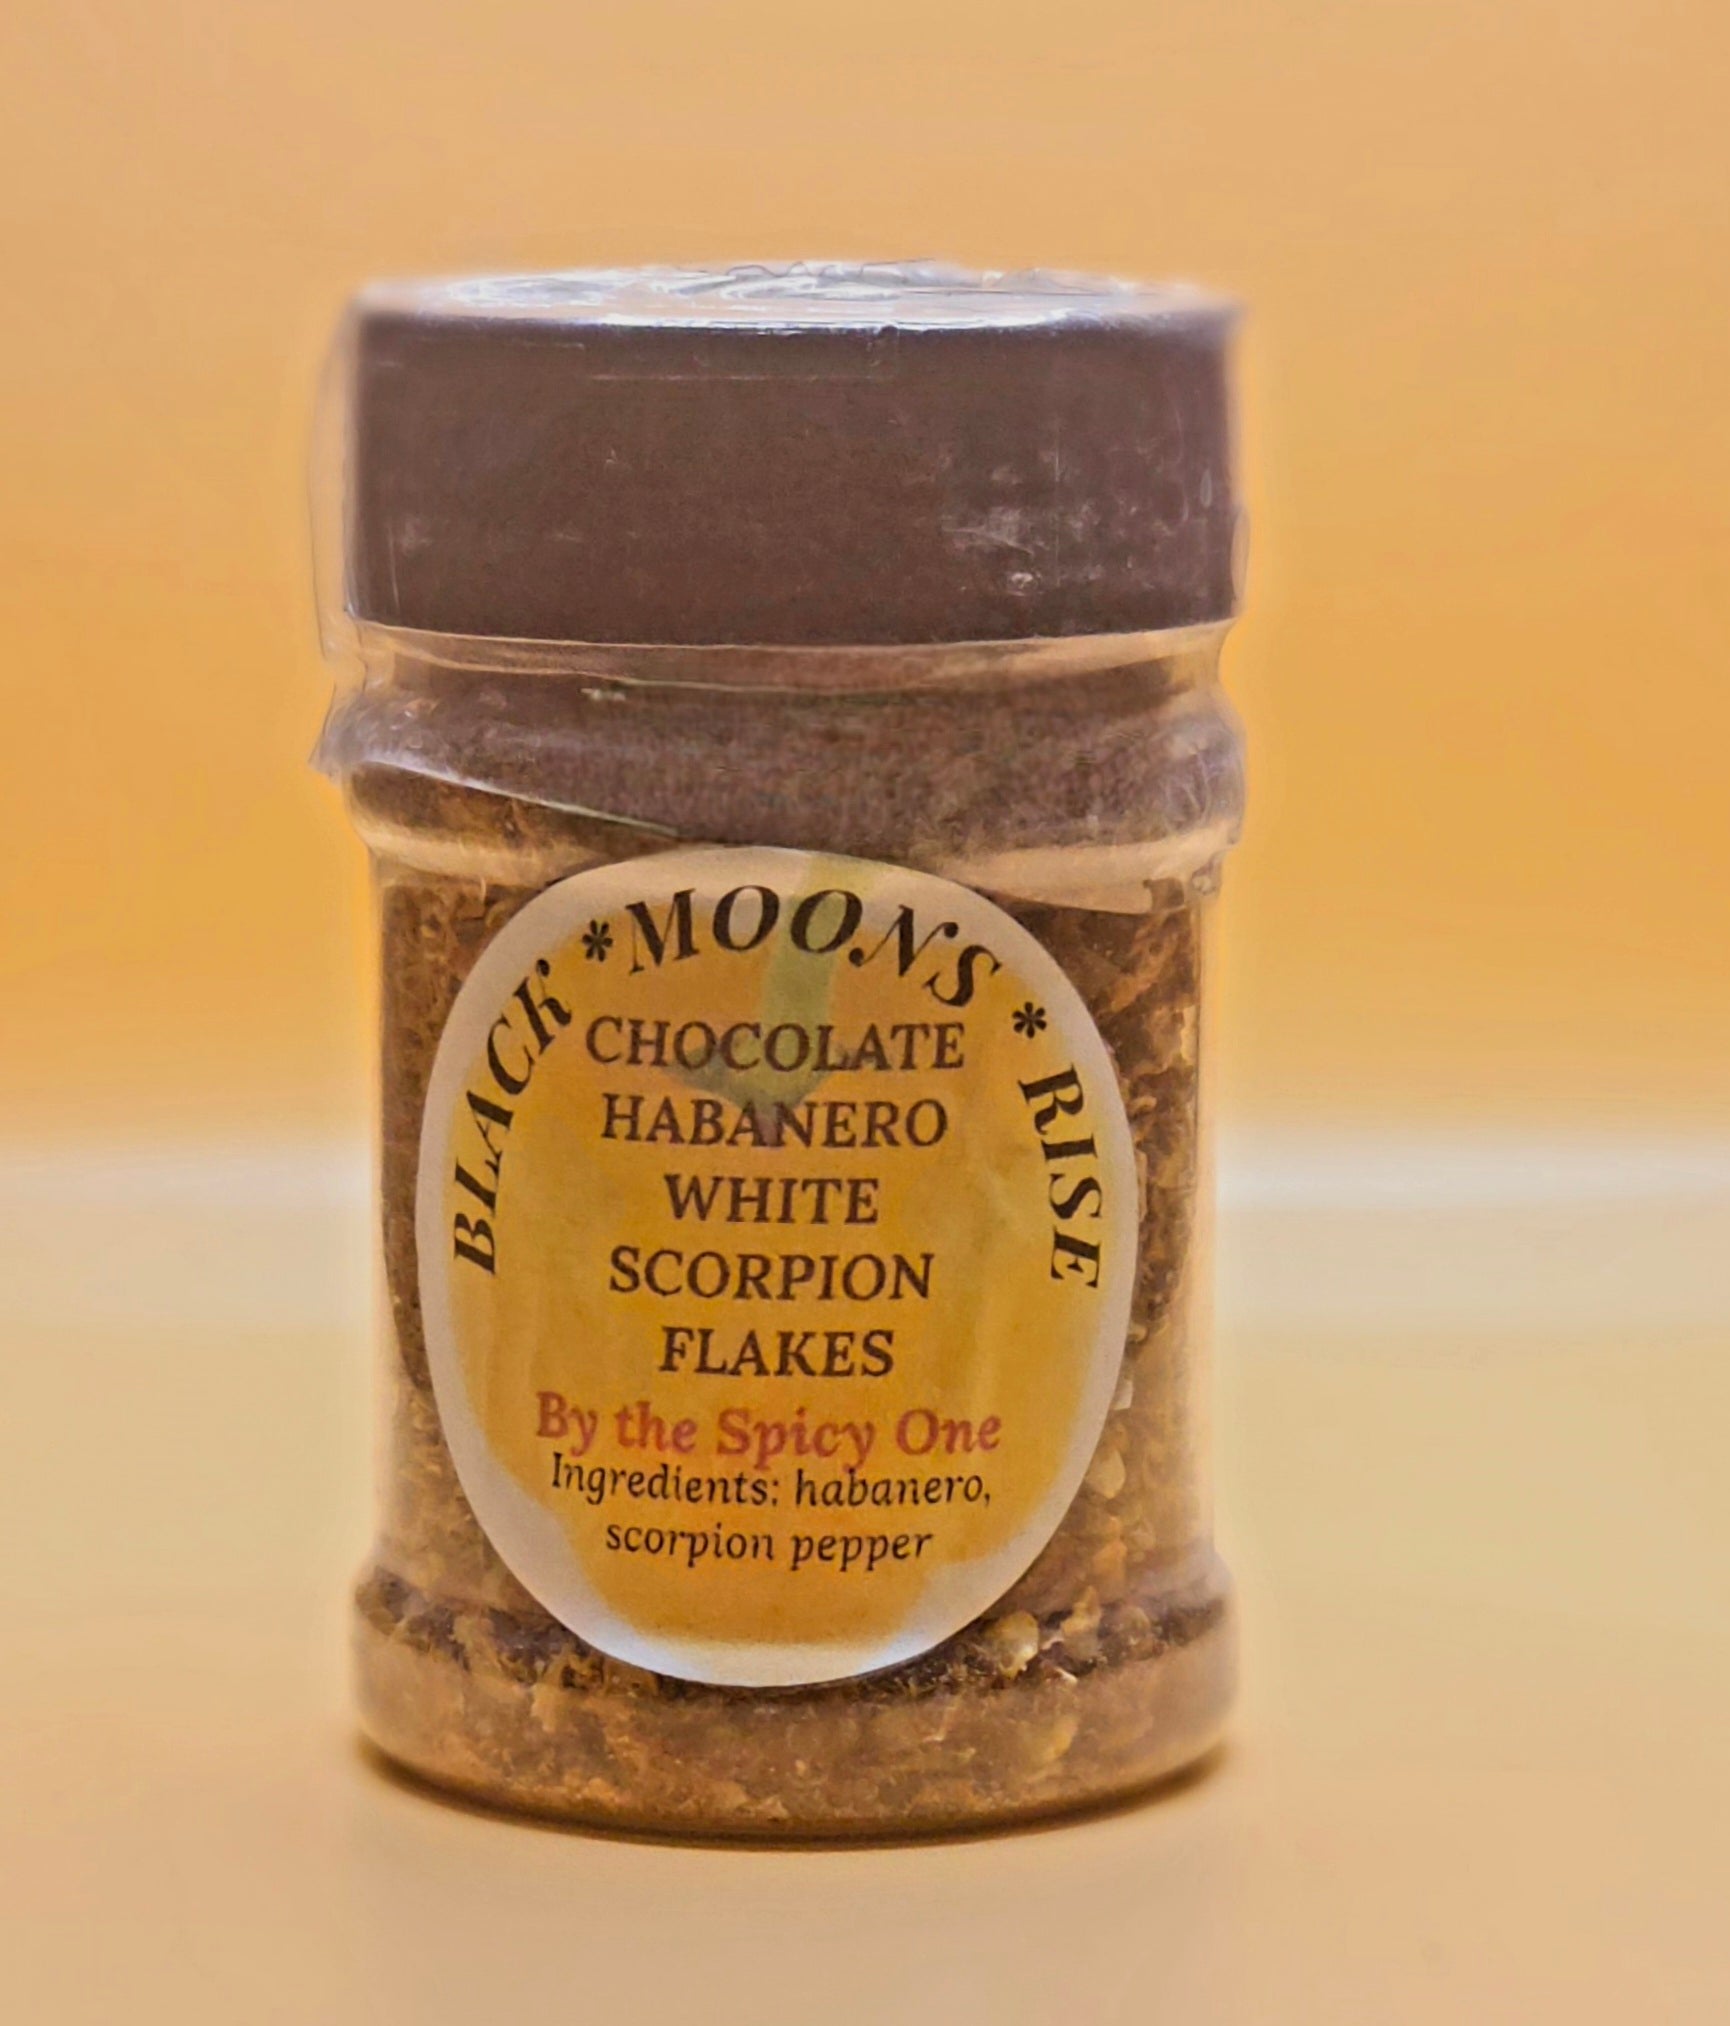 BLACK * MOONS * RISE
CHOCOLATE
HABANERO
WHITE
SCORPION
FLAKES
By the Spicy One
Ingredients: habanero,
scorpion pepper